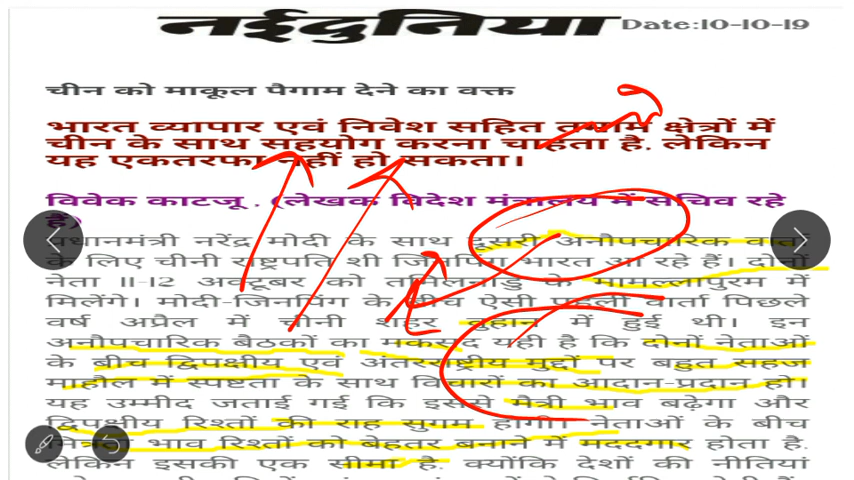 नईदुनिया Date:10-10-19
चीन को माकूल पैगाम देने का वक्त
भारत व्यापार एवं निवेश सहित तमाम क्षेत्रों में
चीन के साथ सहयोग करना चाहता है, लेकिन
यह एकतरफा नहीं हो सकता।
विवेक काटजू , (लेखक विदेश मंत्रालय में सचिव रहे
हैं)
प्रधानमंत्री नरेंद्र मोदी के साथ दूसरी अनौपचारिक वार्ता
के लिए चीनी राष्ट्रपति शी जिनपिंग भारत आ रहे हैं। दोनों
नेता 11-12 अक्टूबर को तमिलनाडु के मामल्लापुरम में
मिलेंगे। मोदी-जिनपिंग के बीच ऐसी पहली वार्ता पिछले
वर्ष अप्रैल में चीनी शहर वुहान में हुई थी। इन
अनौपचारिक बैठकों का मकसद यही है कि दोनों नेताओं
के बीच द्विपक्षीय एवं अंतरराष्ट्रीय मुद्दों पर बहुत सहज
माहौल में स्पष्टता के साथ विचारों का आदान-प्रदान हो।
यह उम्मीद जताई गई कि इससे मैत्री भाव बढ़ेगा और
द्विपक्षीय रिश्तों की राह सुगम होगी। नेताओं के बीच
मित्रवत भाव रिश्तों को बेहतर बनाने में मददगार होता है,
लेकिन इसकी एक सीमा है, क्योंकि देशों की नीतियां